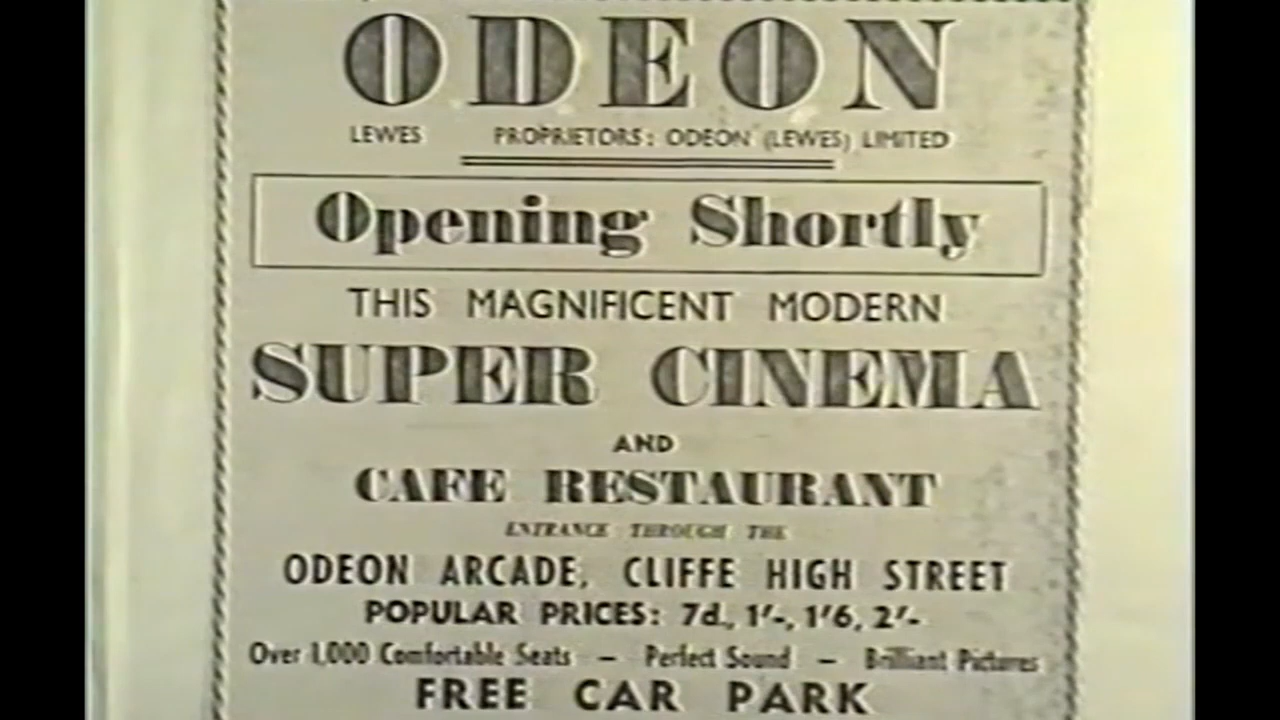 ODEON
LEWES PROPRIETORS: ODEON (LEWES) LIMITED
Opening Shortly
THIS MAGNIFICENT MODERN
SUPER CINEMA
AND
CAFE RESTAURANT
ENTRANCE THROUGH THE
ODEON ARCADE, CLIFFE HIGH STREET
POPULAR PRICES: 7d., 1'-, 1'6, 2'-
Over 1,000 Comfortable Seats — Perfect Sound — Brilliant Pictures
FREE CAR PARK